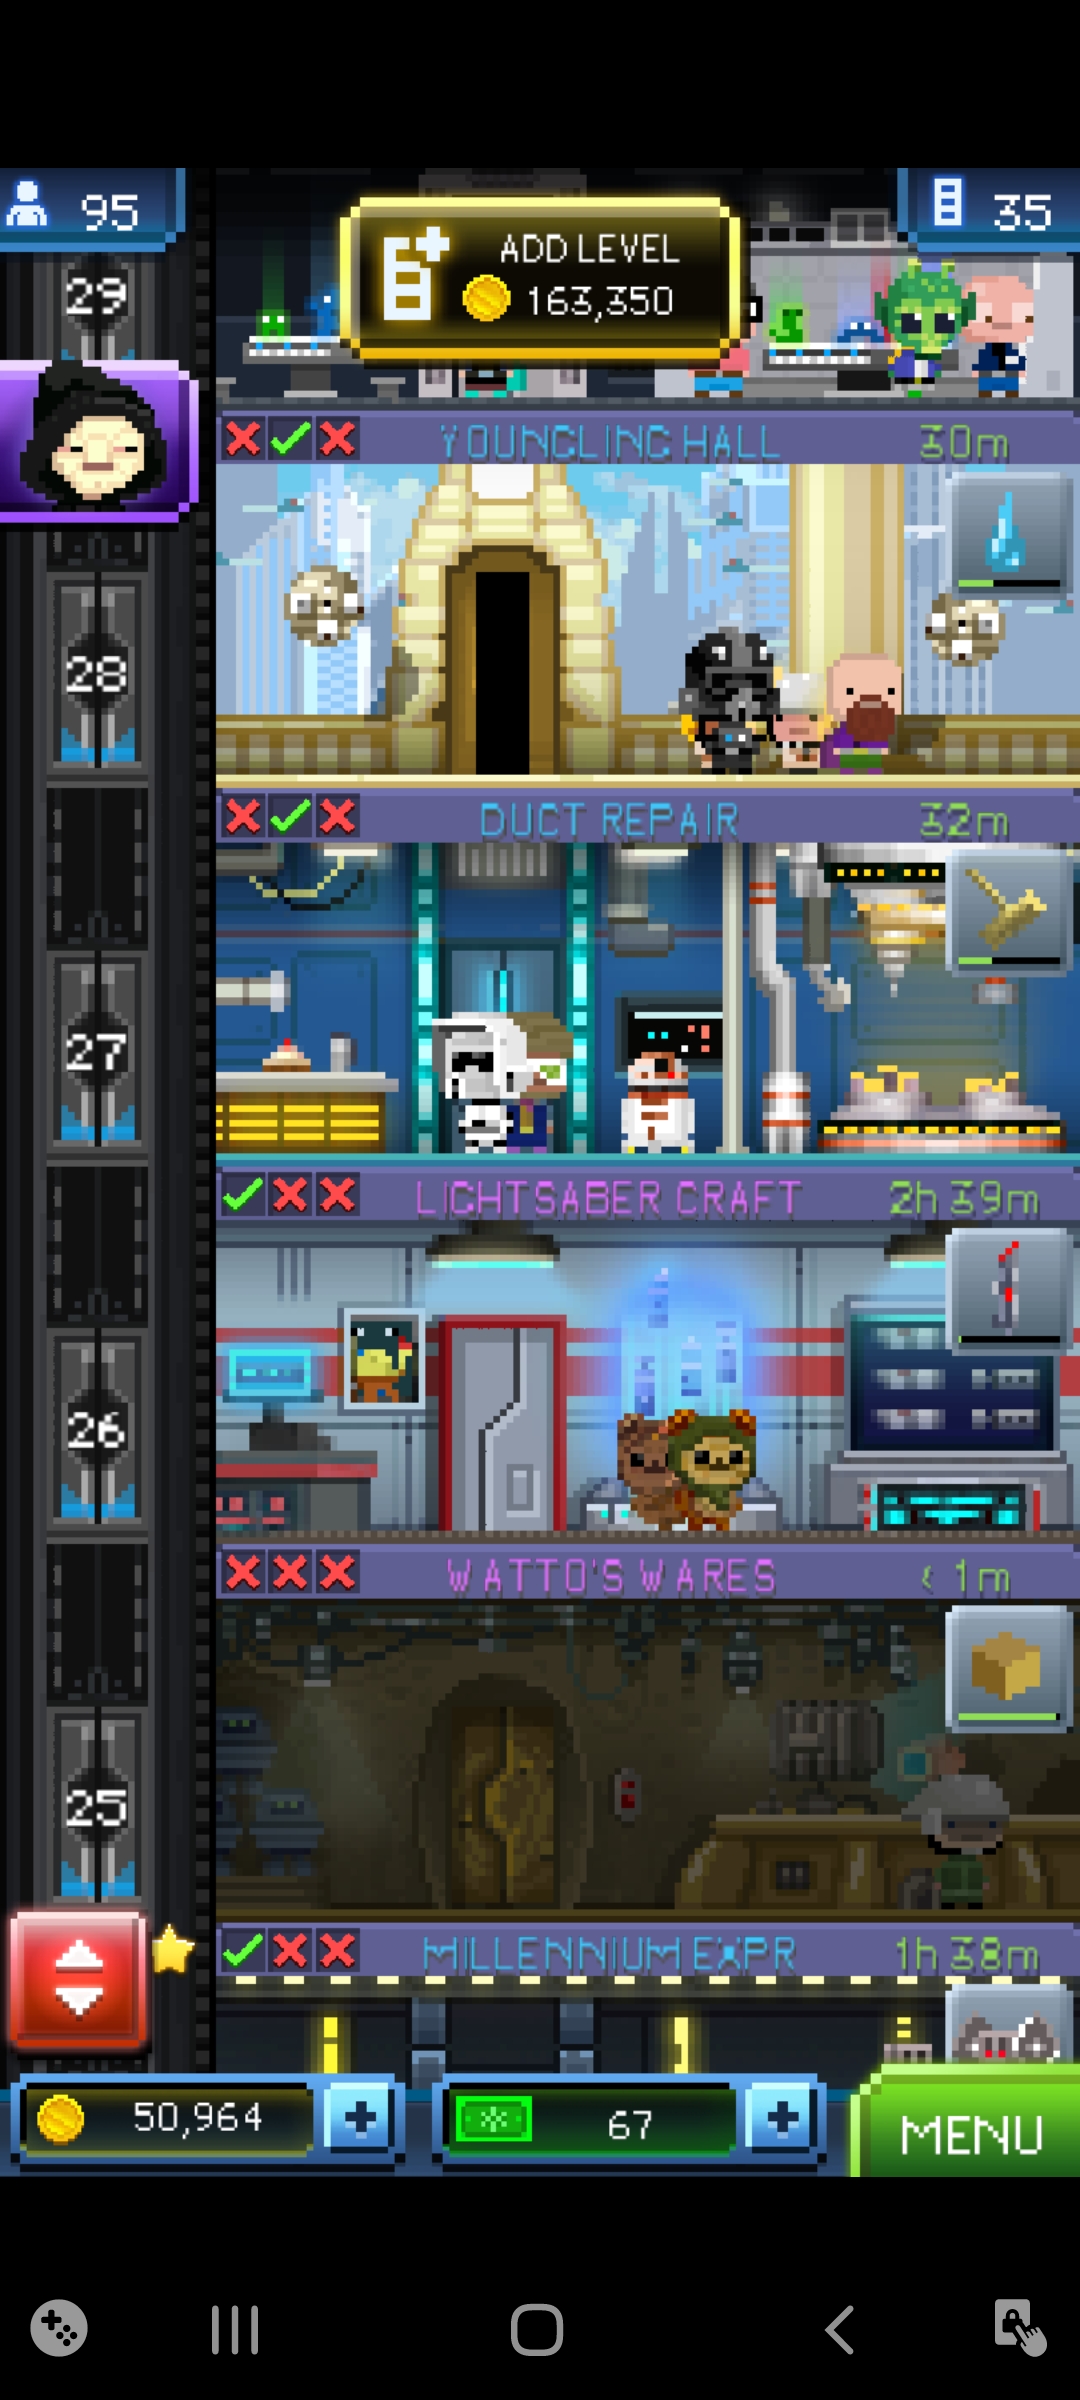 95
35
ADD LEVEL
163,350
29
YOUNGLING HALL
30m
28
DUCT REPAIR
32m
27
LIGHTSABER CRAFT
2h 39m
26
WATTO'S WARES
< 1m
25
MILLENNIUM EXPR
1h 38m
50,964
67
MENU